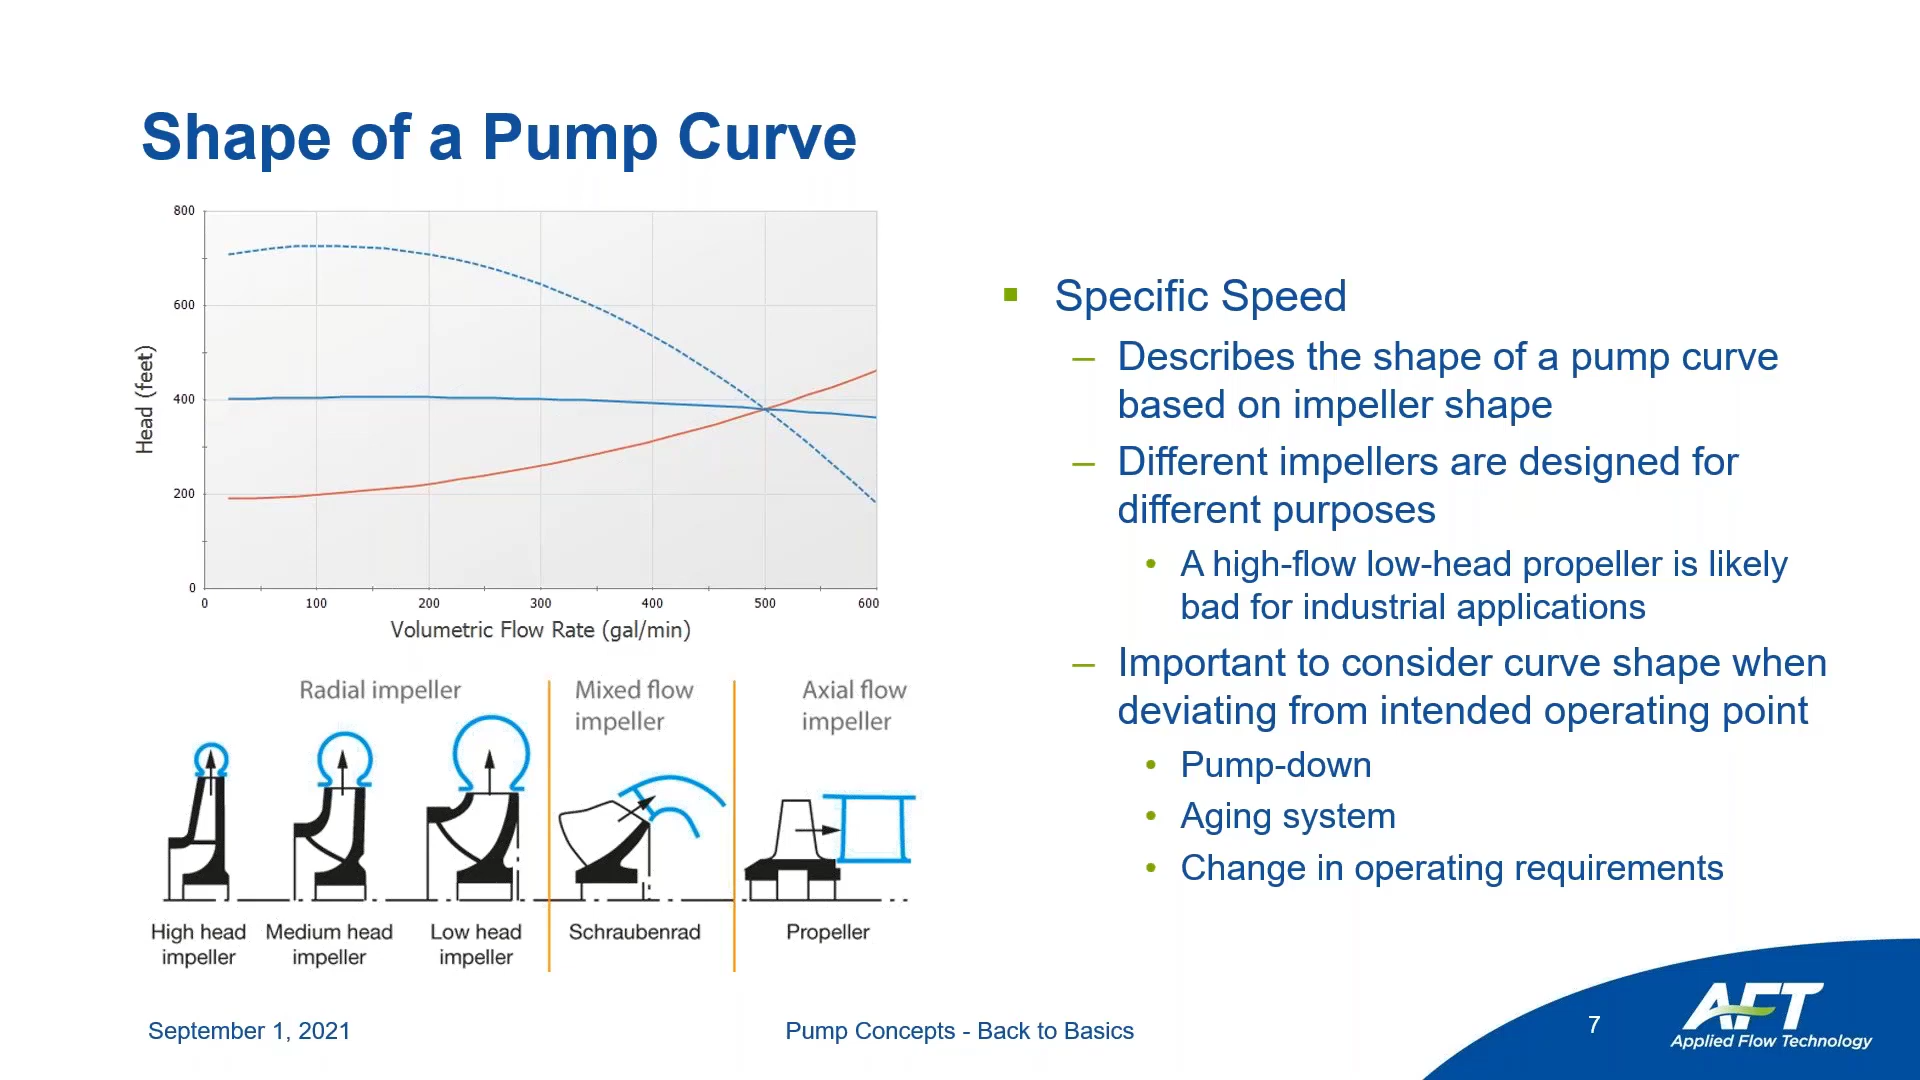 Shape of a Pump Curve
800
600
400
200
0
Head (feet)
0 100 200 300 400 500 600
Volumetric Flow Rate (gal/min)
Radial impeller
Mixed flow
impeller
Axial flow
impeller
High head
impeller
Medium head
impeller
Low head
impeller
Schraubenrad
Propeller
Specific Speed
– Describes the shape of a pump curve
based on impeller shape
– Different impellers are designed for
different purposes
• A high-flow low-head propeller is likely
bad for industrial applications
– Important to consider curve shape when
deviating from intended operating point
• Pump-down
• Aging system
• Change in operating requirements
September 1, 2021
Pump Concepts - Back to Basics
7
AFT
Applied Flow Technology